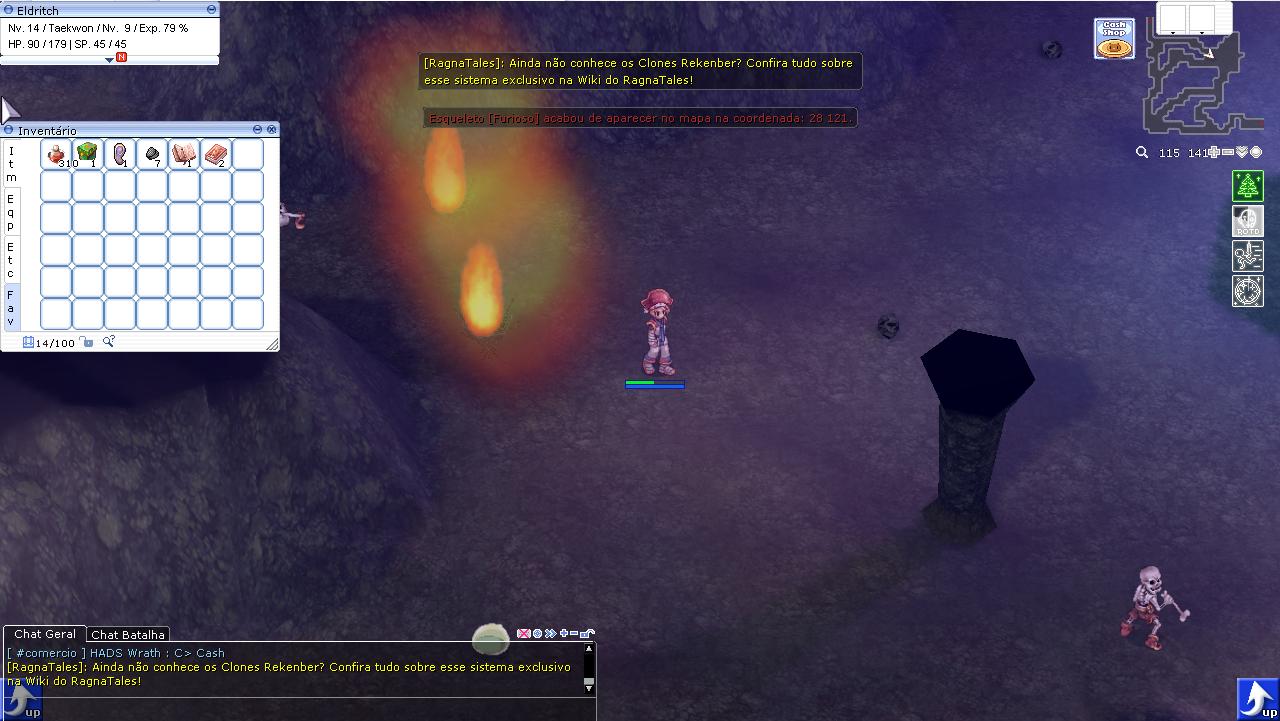 Eldritch
Nv. 14 / Taekwon / Nv. 9 / Exp. 79 %
HP. 90 / 179 | SP. 45 / 45
N
[RagnaTales]: Ainda não conhece os Clones Rekenber? Confira tudo sobre
esse sistema exclusivo na Wiki do RagnaTales!
Esqueleto [Furioso] acabou de aparecer no mapa na coordenada: 28 121.
Cash
Shop
115 141
Inventário
Itm
Eqp
Etc
Fav
310
1
1
7
1
2
14/100
Chat Geral
Chat Batalha
[ #comercio ] HADS Wrath : C> Cash
[RagnaTales]: Ainda não conhece os Clones Rekenber? Confira tudo sobre esse sistema exclusivo
na Wiki do RagnaTales!
up
up